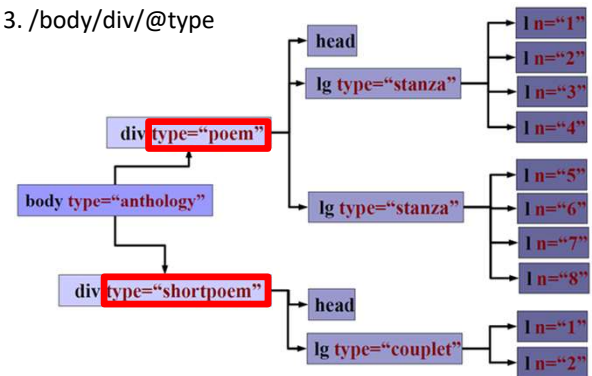 3. /body/div/@type
head
lg type=“stanza”
l n=“1”
l n=“2”
l n=“3”
l n=“4”
div type=“poem”
body type=“anthology”
lg type=“stanza”
l n=“5”
l n=“6”
l n=“7”
l n=“8”
div type=“shortpoem”
head
lg type=“couplet”
l n=“1”
l n=“2”